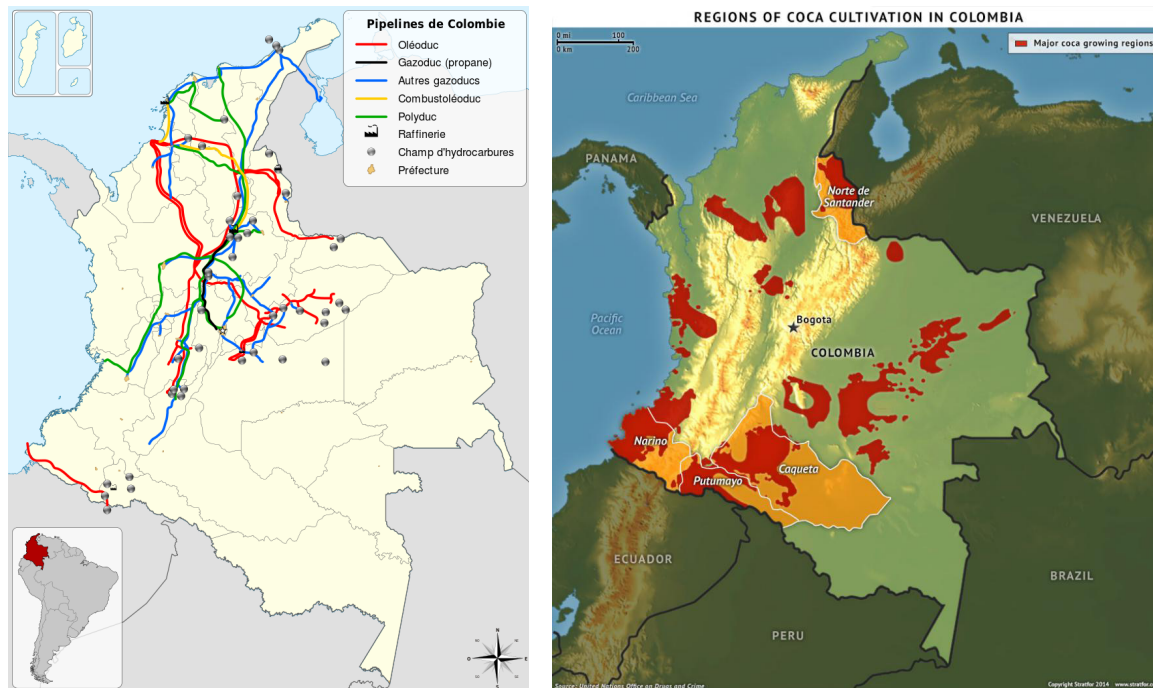 Pipelines de Colombie
Oléoduc
Gazoduc (propane)
Autres gazoducs
Combustoléoduc
Polyduc
Raffinerie
Champ d'hydrocarbures
Préfecture
N
O
E
S
REGIONS OF COCA CULTIVATION IN COLOMBIA
0 mi 100
0 km 200
Major coca growing regions
Caribbean Sea
PANAMA
Norte de
Santander
VENEZUELA
Pacific
Ocean
Bogota
COLOMBIA
Narino
Caqueta
Putumayo
ECUADOR
BRAZIL
PERU
Source: United Nations Office on Drugs and Crime
Copyright Stratfor 2014 www.stratfor.c